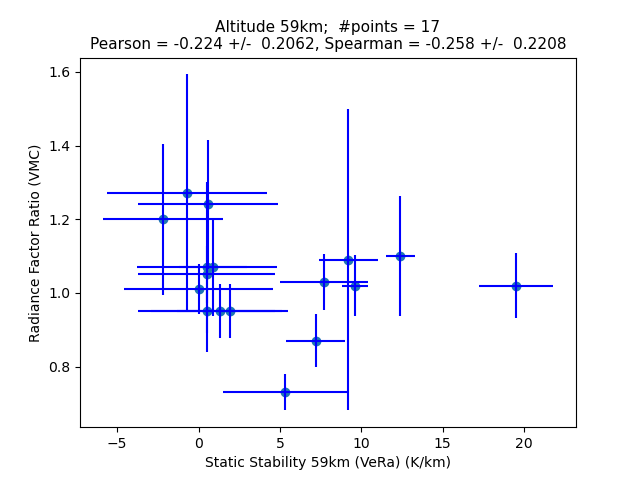 Altitude 59km;  #points = 17
Pearson = -0.224 +/-  0.2062, Spearman = -0.258 +/-  0.2208
1.6
1.4
1.2
1.0
0.8
Radiance Factor Ratio (VMC)
−5
0
5
10
15
20
Static Stability 59km (VeRa) (K/km)